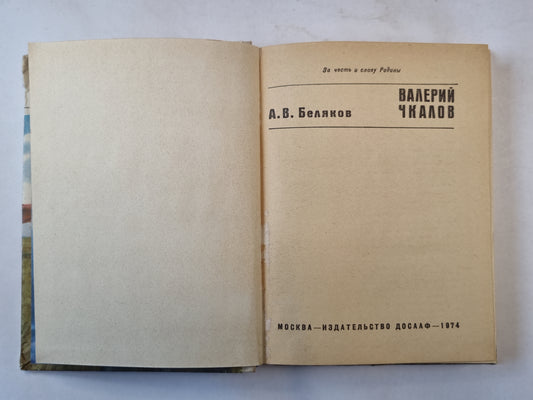 За честь и славу Родины
ВАЛЕРИЙ
А. В. Беляков ЧКАЛОВ
МОСКВА—ИЗДАТЕЛЬСТВО ДОСААФ—1974